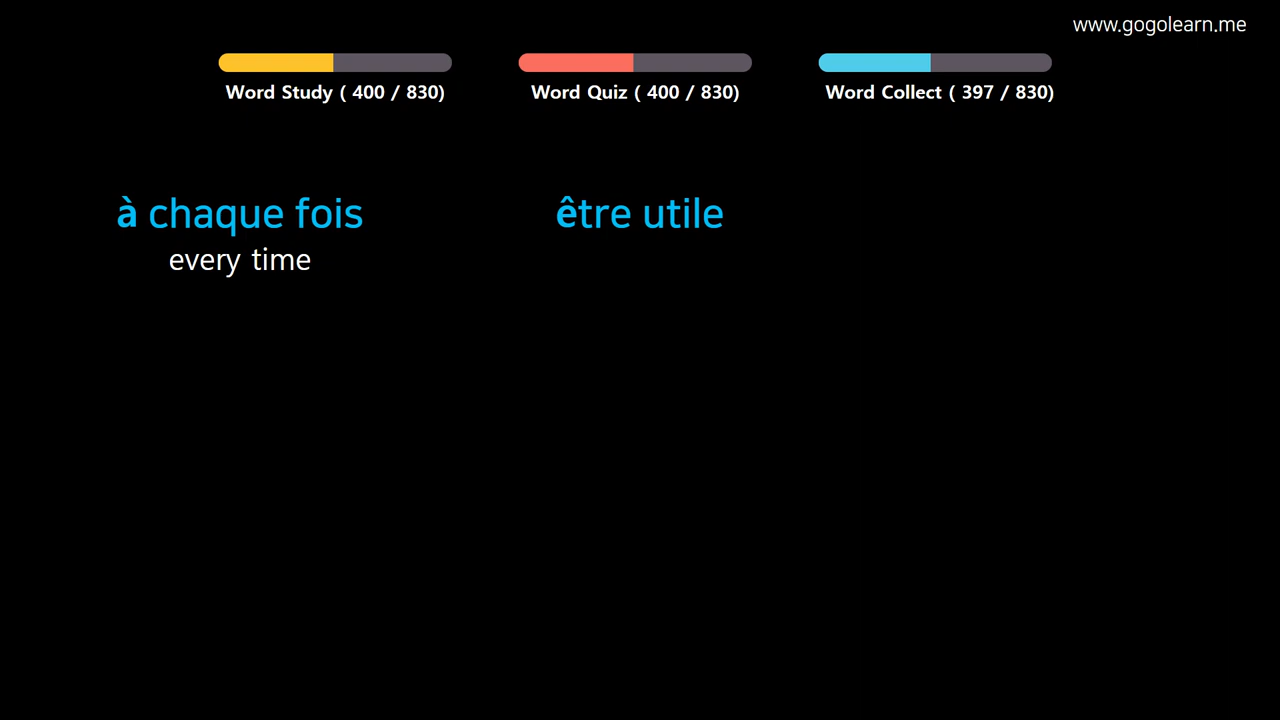 www.gogolearn.me
Word Study ( 400 / 830)
Word Quiz ( 400 / 830)
Word Collect ( 397 / 830)
à chaque fois
every time
être utile